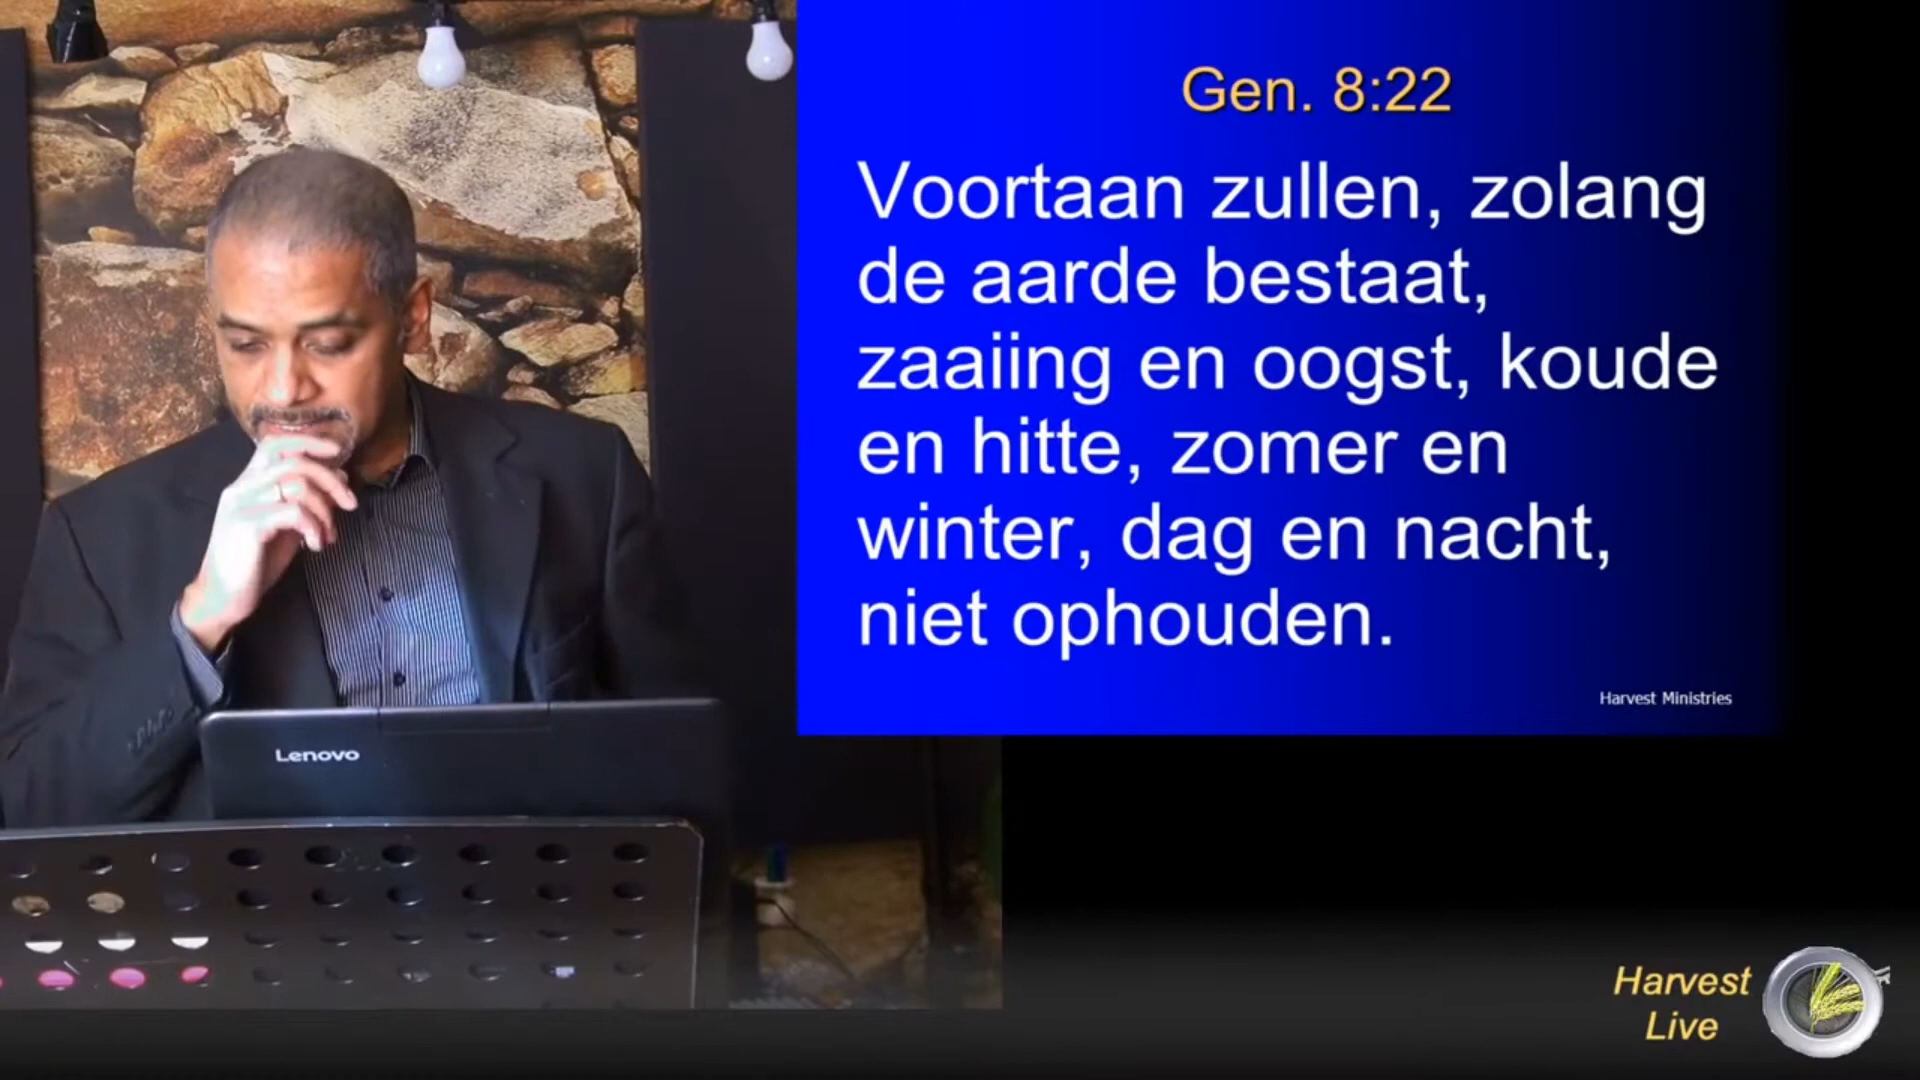 Gen. 8:22
Voortaan zullen, zolang
de aarde bestaat,
zaaiing en oogst, koude
en hitte, zomer en
winter, dag en nacht,
niet ophouden.
Harvest Ministries
Lenovo
Harvest
Live